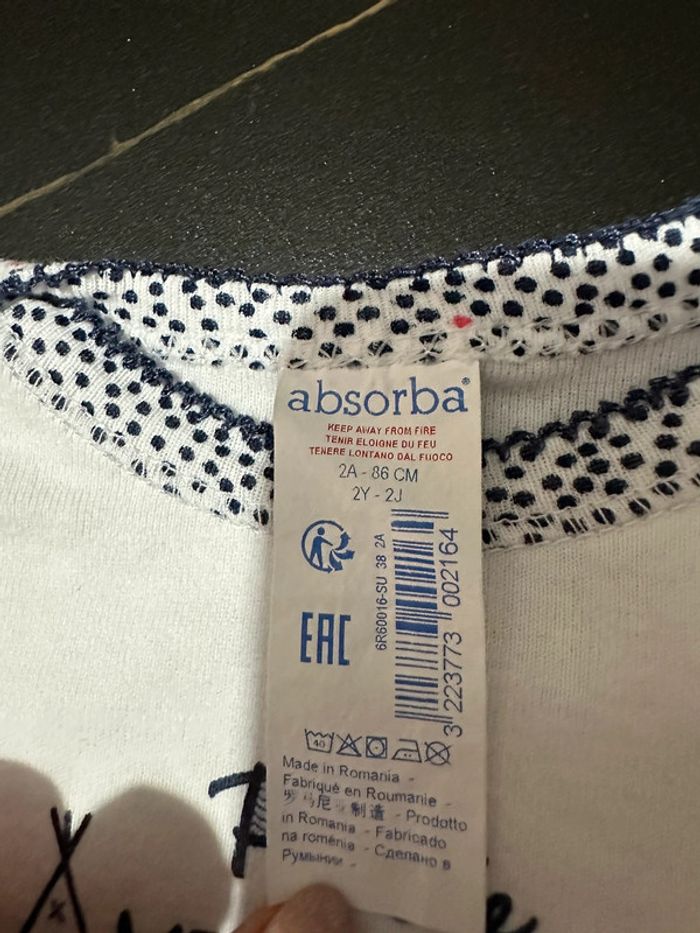 absorba®
KEEP AWAY FROM FIRE
TENIR ELOIGNE DU FEU
TENERE LONTANO DAL FUOCO
2A - 86 CM
2Y - 2J
6R60016-SU 38 2A
3 223773 002164
EAC
40
Made in Romania -
Fabriqué en Roumanie -
罗马尼亚制造 - Prodotto
in Romania - Fabricado
na roménia - Сделано в
Румынии -